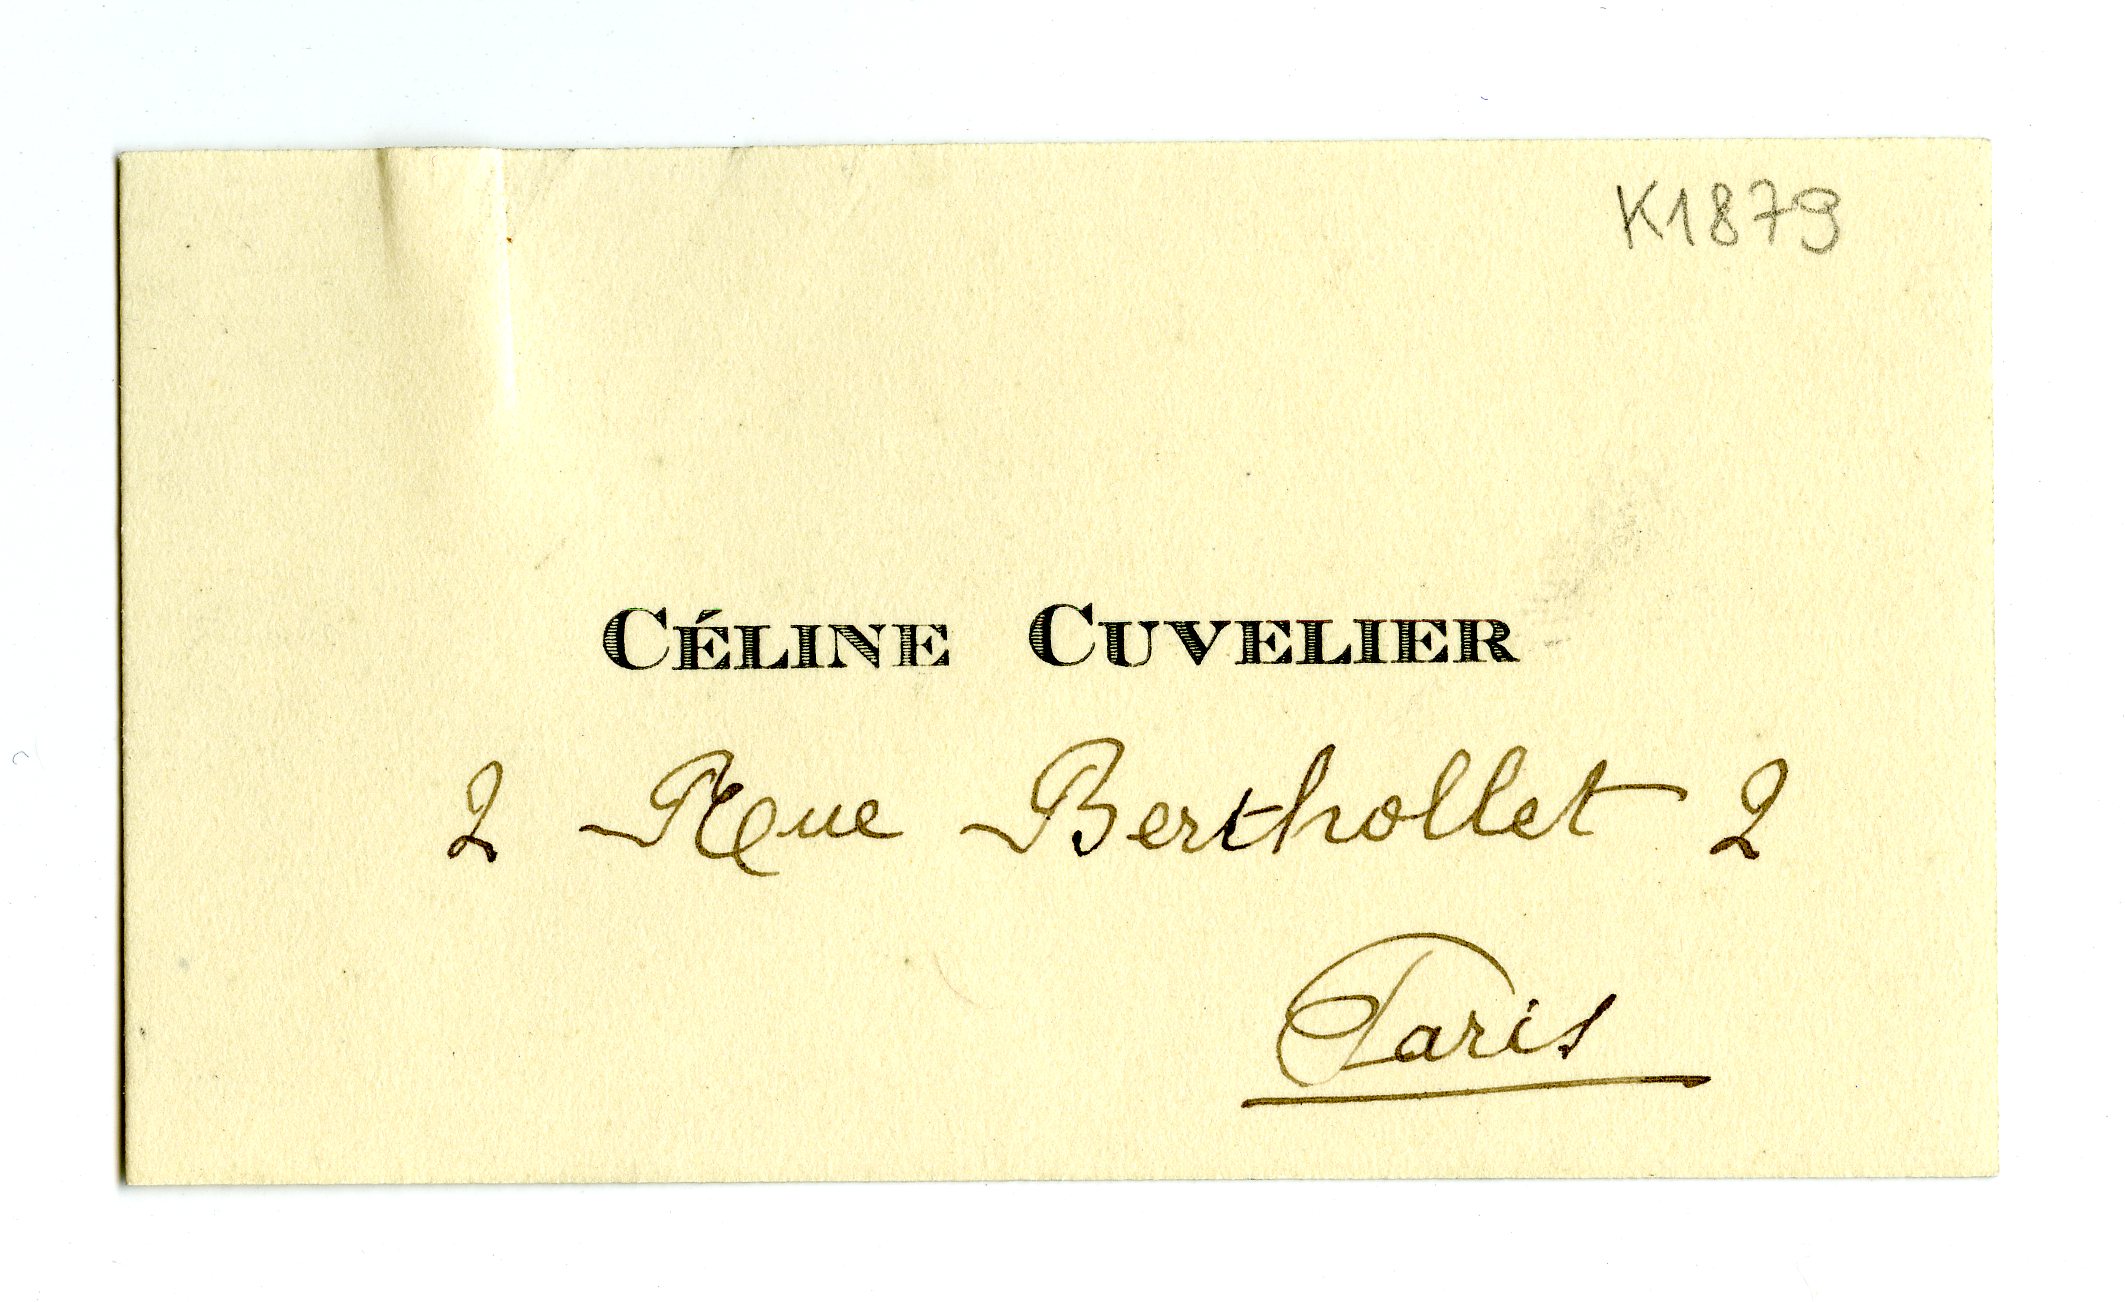 K1879
CÉLINE CUVELIER
2 Rue Berthollet 2
Paris